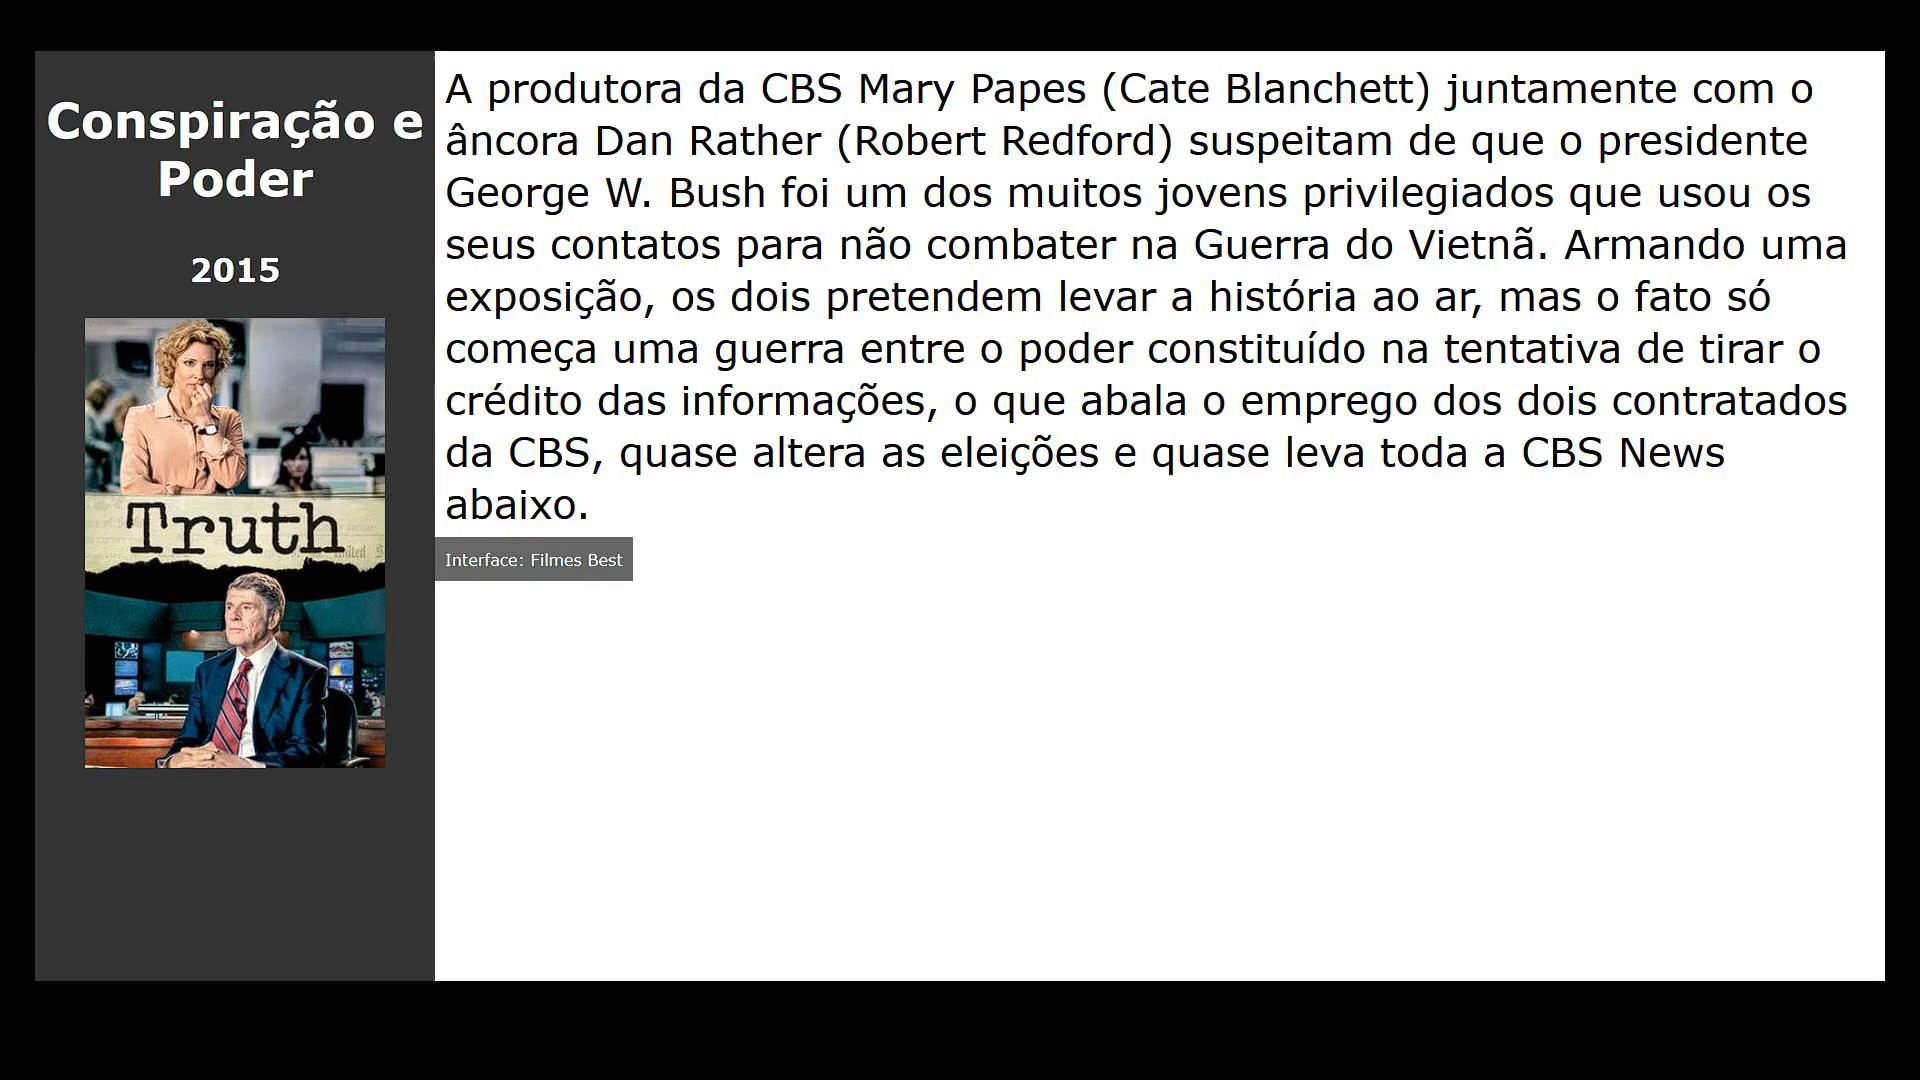 Conspiração e
Poder
2015
Truth
A produtora da CBS Mary Papes (Cate Blanchett) juntamente com o
âncora Dan Rather (Robert Redford) suspeitam de que o presidente
George W. Bush foi um dos muitos jovens privilegiados que usou os
seus contatos para não combater na Guerra do Vietnã. Armando uma
exposição, os dois pretendem levar a história ao ar, mas o fato só
começa uma guerra entre o poder constituído na tentativa de tirar o
crédito das informações, o que abala o emprego dos dois contratados
da CBS, quase altera as eleições e quase leva toda a CBS News
abaixo.
Interface: Filmes Best